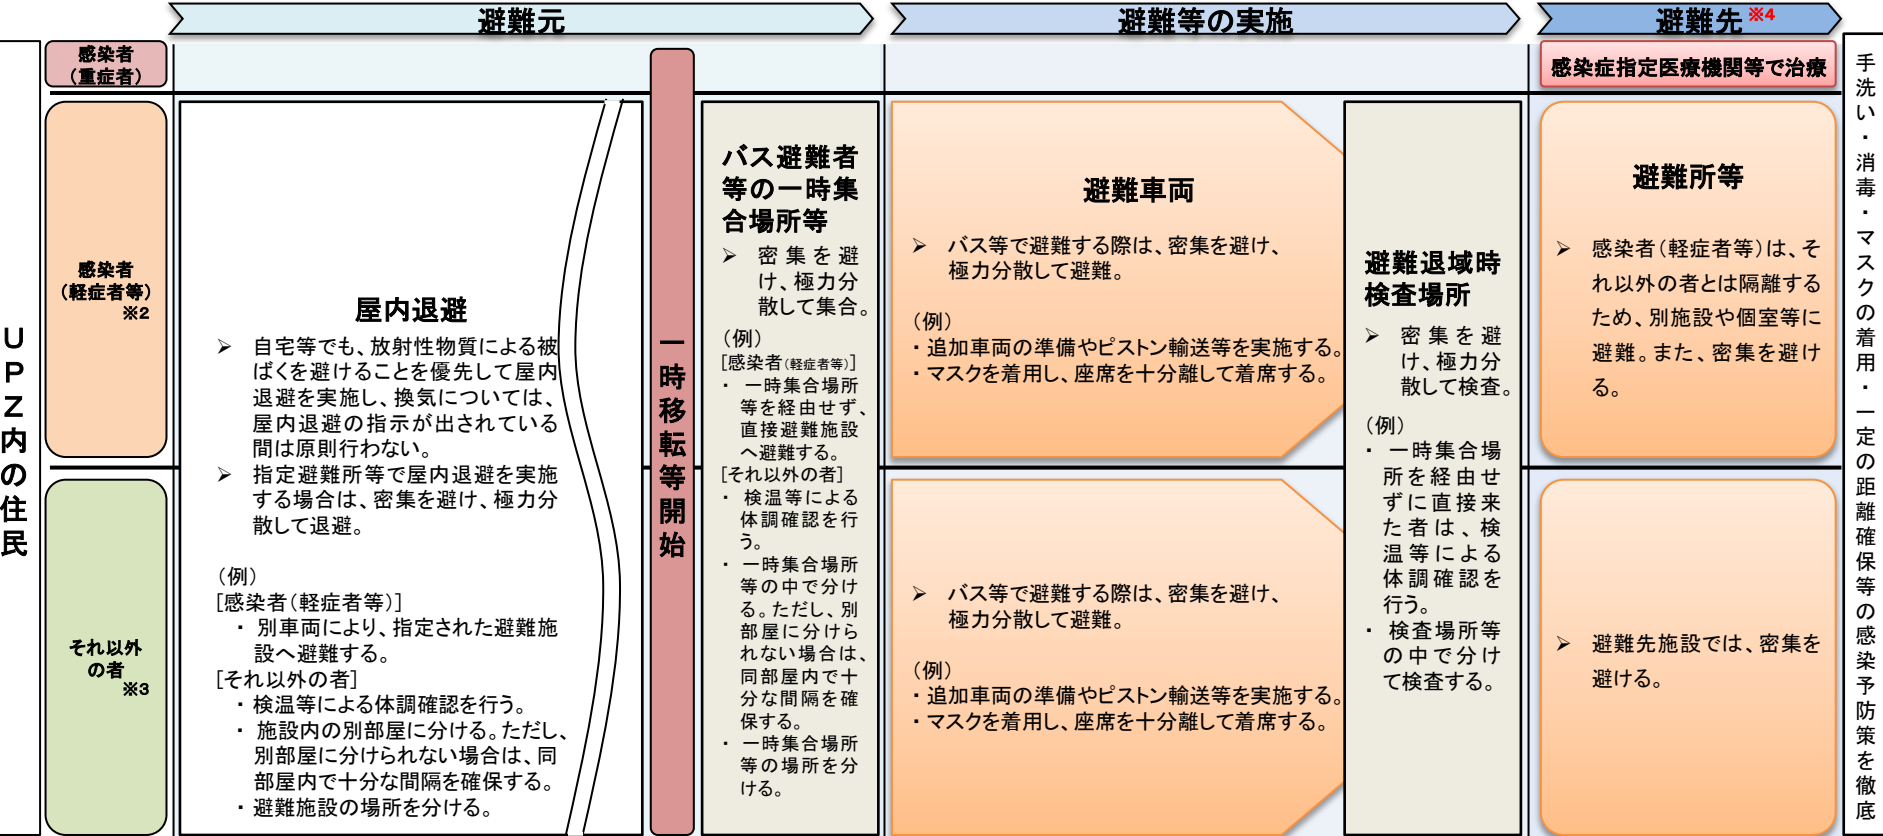 避難元
避難等の実施
避難先※4
UPZ内の住民
感染者
（重症者）
感染症指定医療機関等で治療
感染者
（軽症者等）
※2
それ以外
の者
※3
屋内退避
➢ 自宅等でも、放射性物質による被
ばくを避けることを優先して屋内
退避を実施し、換気については、
屋内退避の指示が出されている
間は原則行わない。
➢ 指定避難所等で屋内退避を実施
する場合は、密集を避け、極力分
散して退避。
（例）
［感染者（軽症者等）］
・ 別車両により、指定された避難施
設へ避難する。
［それ以外の者］
・ 検温等による体調確認を行う。
・ 施設内の別部屋に分ける。ただし、
別部屋に分けられない場合は、同
部屋内で十分な間隔を確保する。
・ 避難施設の場所を分ける。
一時移転等開始
バス避難者
等の一時集
合場所等
➢ 密集を避
け、極力分
散して集合。
（例）
［感染者（軽症者等）］
・ 一時集合場所
等を経由せず、
直接避難施設
へ避難する。
［それ以外の者］
・ 検温等による
体調確認を行
う。
・ 一時集合場所
等の中で分け
る。ただし、別
部屋に分けら
れない場合は、
同部屋内で十
分な間隔を確
保する。
・ 一時集合場所
等の場所を分
ける。
避難車両
➢ バス等で避難する際は、密集を避け、
極力分散して避難。
（例）
・追加車両の準備やピストン輸送等を実施する。
・マスクを着用し、座席を十分離して着席する。
➢ バス等で避難する際は、密集を避け、
極力分散して避難。
（例）
・追加車両の準備やピストン輸送等を実施する。
・マスクを着用し、座席を十分離して着席する。
避難退域時
検査場所
➢ 密集を避
け、極力分
散して検査。
（例）
・ 一時集合場
所を経由せ
ずに直接来
た者は、検
温等による
体調確認を
行う。
・ 検査場所等
の中で分け
て検査する。
避難所等
➢ 感染者（軽症者等）は、そ
れ以外の者とは隔離する
ため、別施設や個室等に
避難。また、密集を避け
る。
➢ 避難先施設では、密集を
避ける。
手洗い・消毒・マスクの着用・一定の距離確保等の感染予防策を徹底